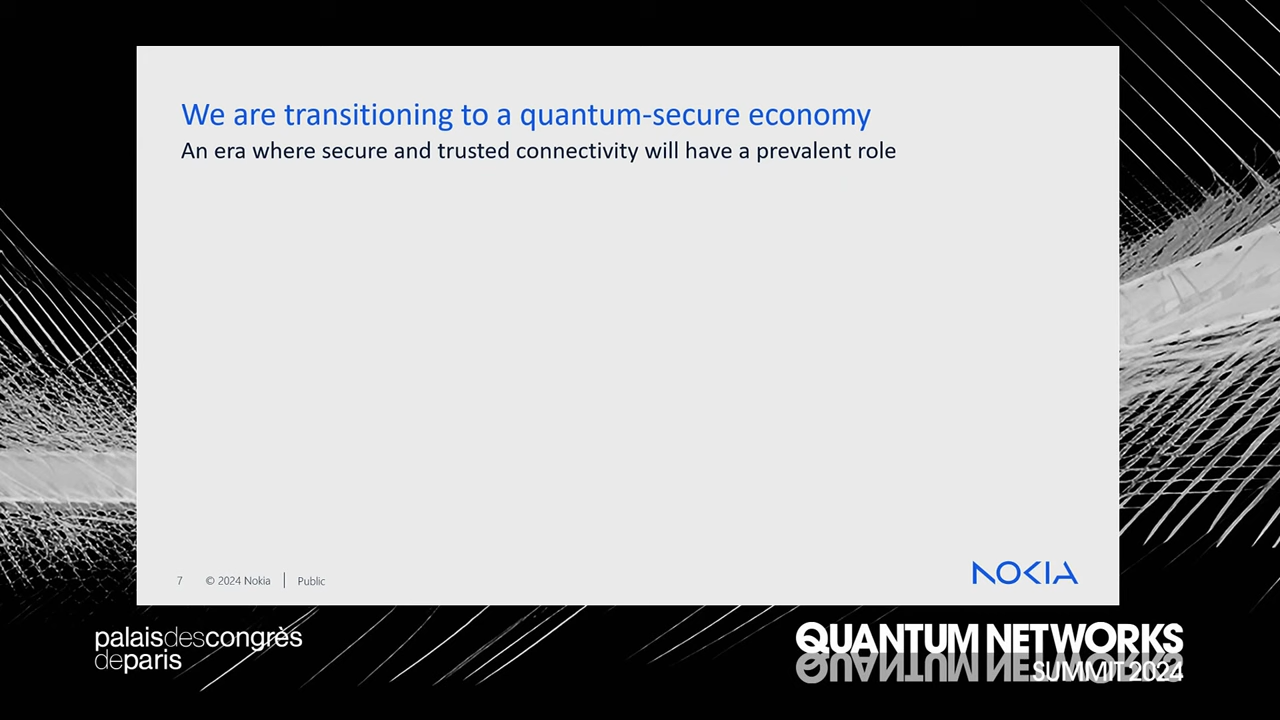 We are transitioning to a quantum-secure economy
An era where secure and trusted connectivity will have a prevalent role
7 © 2024 Nokia | Public
NOKIA
palaisdescongrès
deparis
QUANTUM NETWORKS
SUMMIT 2024